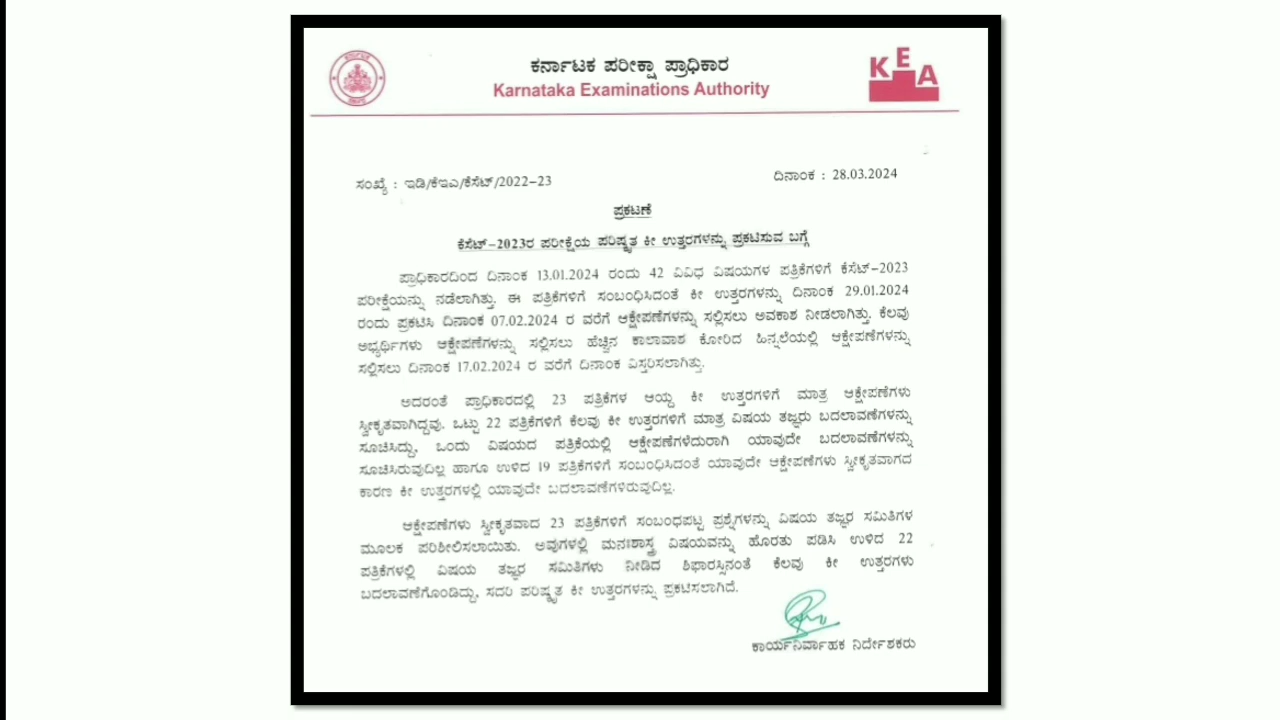 ಕರ್ನಾಟಕ ಪರೀಕ್ಷಾ ಪ್ರಾಧಿಕಾರ
Karnataka Examinations Authority
KEA
ಸಂಖ್ಯೆ : ಇಡಿ/ಕೆಇಎ/ಕೆಸೆಟ್/2022-23
ದಿನಾಂಕ : 28.03.2024
ಪ್ರಕಟಣೆ
ಕೆಸೆಟ್-2023ರ ಪರೀಕ್ಷೆಯ ಪರಿಷ್ಕೃತ ಕೀ ಉತ್ತರಗಳನ್ನು ಪ್ರಕಟಿಸುವ ಬಗ್ಗೆ
ಪ್ರಾಧಿಕಾರದಿಂದ ದಿನಾಂಕ 13.01.2024 ರಂದು 42 ವಿವಿಧ ವಿಷಯಗಳ ಪತ್ರಿಕೆಗಳಿಗೆ ಕೆಸೆಟ್-2023
ಪರೀಕ್ಷೆಯನ್ನು ನಡೆಲಾಗಿತ್ತು. ಈ ಪತ್ರಿಕೆಗಳಿಗೆ ಸಂಬಂಧಿಸಿದಂತೆ ಕೀ ಉತ್ತರಗಳನ್ನು ದಿನಾಂಕ 29.01.2024
ರಂದು ಪ್ರಕಟಿಸಿ ದಿನಾಂಕ 07.02.2024 ರ ವರೆಗೆ ಆಕ್ಷೇಪಣೆಗಳನ್ನು ಸಲ್ಲಿಸಲು ಅವಕಾಶ ನೀಡಲಾಗಿತ್ತು. ಕೆಲವು
ಅಭ್ಯರ್ಥಿಗಳು ಆಕ್ಷೇಪಣೆಗಳನ್ನು ಸಲ್ಲಿಸಲು ಹೆಚ್ಚಿನ ಕಾಲಾವಾಶ ಕೋರಿದ ಹಿನ್ನಲೆಯಲ್ಲಿ ಆಕ್ಷೇಪಣೆಗಳನ್ನು
ಸಲ್ಲಿಸಲು ದಿನಾಂಕ 17.02.2024 ರ ವರೆಗೆ ದಿನಾಂಕ ವಿಸ್ತರಿಸಲಾಗಿತ್ತು.
ಅದರಂತೆ ಪ್ರಾಧಿಕಾರದಲ್ಲಿ 23 ಪತ್ರಿಕೆಗಳ ಆಯ್ದ ಕೀ ಉತ್ತರಗಳಿಗೆ ಮಾತ್ರ ಆಕ್ಷೇಪಣೆಗಳು
ಸ್ವೀಕೃತವಾಗಿದ್ದವು. ಒಟ್ಟು 22 ಪತ್ರಿಕೆಗಳಿಗೆ ಕೆಲವು ಕೀ ಉತ್ತರಗಳಿಗೆ ಮಾತ್ರ ವಿಷಯ ತಜ್ಞರು ಬದಲಾವಣೆಗಳನ್ನು
ಸೂಚಿಸಿದ್ದು, ಒಂದು ವಿಷಯದ ಪತ್ರಿಕೆಯಲ್ಲಿ ಆಕ್ಷೇಪಣೆಗಳೆದುರಾಗಿ ಯಾವುದೇ ಬದಲಾವಣೆಗಳನ್ನು
ಸೂಚಿಸಿರುವುದಿಲ್ಲ ಹಾಗೂ ಉಳಿದ 19 ಪತ್ರಿಕೆಗಳಿಗೆ ಸಂಬಂಧಿಸಿದಂತೆ ಯಾವುದೇ ಆಕ್ಷೇಪಣೆಗಳು ಸ್ವೀಕೃತವಾಗದ
ಕಾರಣ ಕೀ ಉತ್ತರಗಳಲ್ಲಿ ಯಾವುದೇ ಬದಲಾವಣೆಗಳಿರುವುದಿಲ್ಲ.
ಆಕ್ಷೇಪಣೆಗಳು ಸ್ವೀಕೃತವಾದ 23 ಪತ್ರಿಕೆಗಳಿಗೆ ಸಂಬಂಧಪಟ್ಟ ಪ್ರಶ್ನೆಗಳನ್ನು ವಿಷಯ ತಜ್ಞರ ಸಮಿತಿಗಳ
ಮೂಲಕ ಪರಿಶೀಲಿಸಲಾಯಿತು. ಅವುಗಳಲ್ಲಿ ಮನಃಶಾಸ್ತ್ರ ವಿಷಯವನ್ನು ಹೊರತು ಪಡಿಸಿ ಉಳಿದ 22
ಪತ್ರಿಕೆಗಳಲ್ಲಿ ವಿಷಯ ತಜ್ಞರ ಸಮಿತಿಗಳು ನೀಡಿದ ಶಿಫಾರಸ್ಸಿನಂತೆ ಕೆಲವು ಕೀ ಉತ್ತರಗಳು
ಬದಲಾವಣೆಗೊಂಡಿದ್ದು, ಸದರಿ ಪರಿಷ್ಕೃತ ಕೀ ಉತ್ತರಗಳನ್ನು ಪ್ರಕಟಿಸಲಾಗಿದೆ.
ಕಾರ್ಯನಿರ್ವಾಹಕ ನಿರ್ದೇಶಕರು